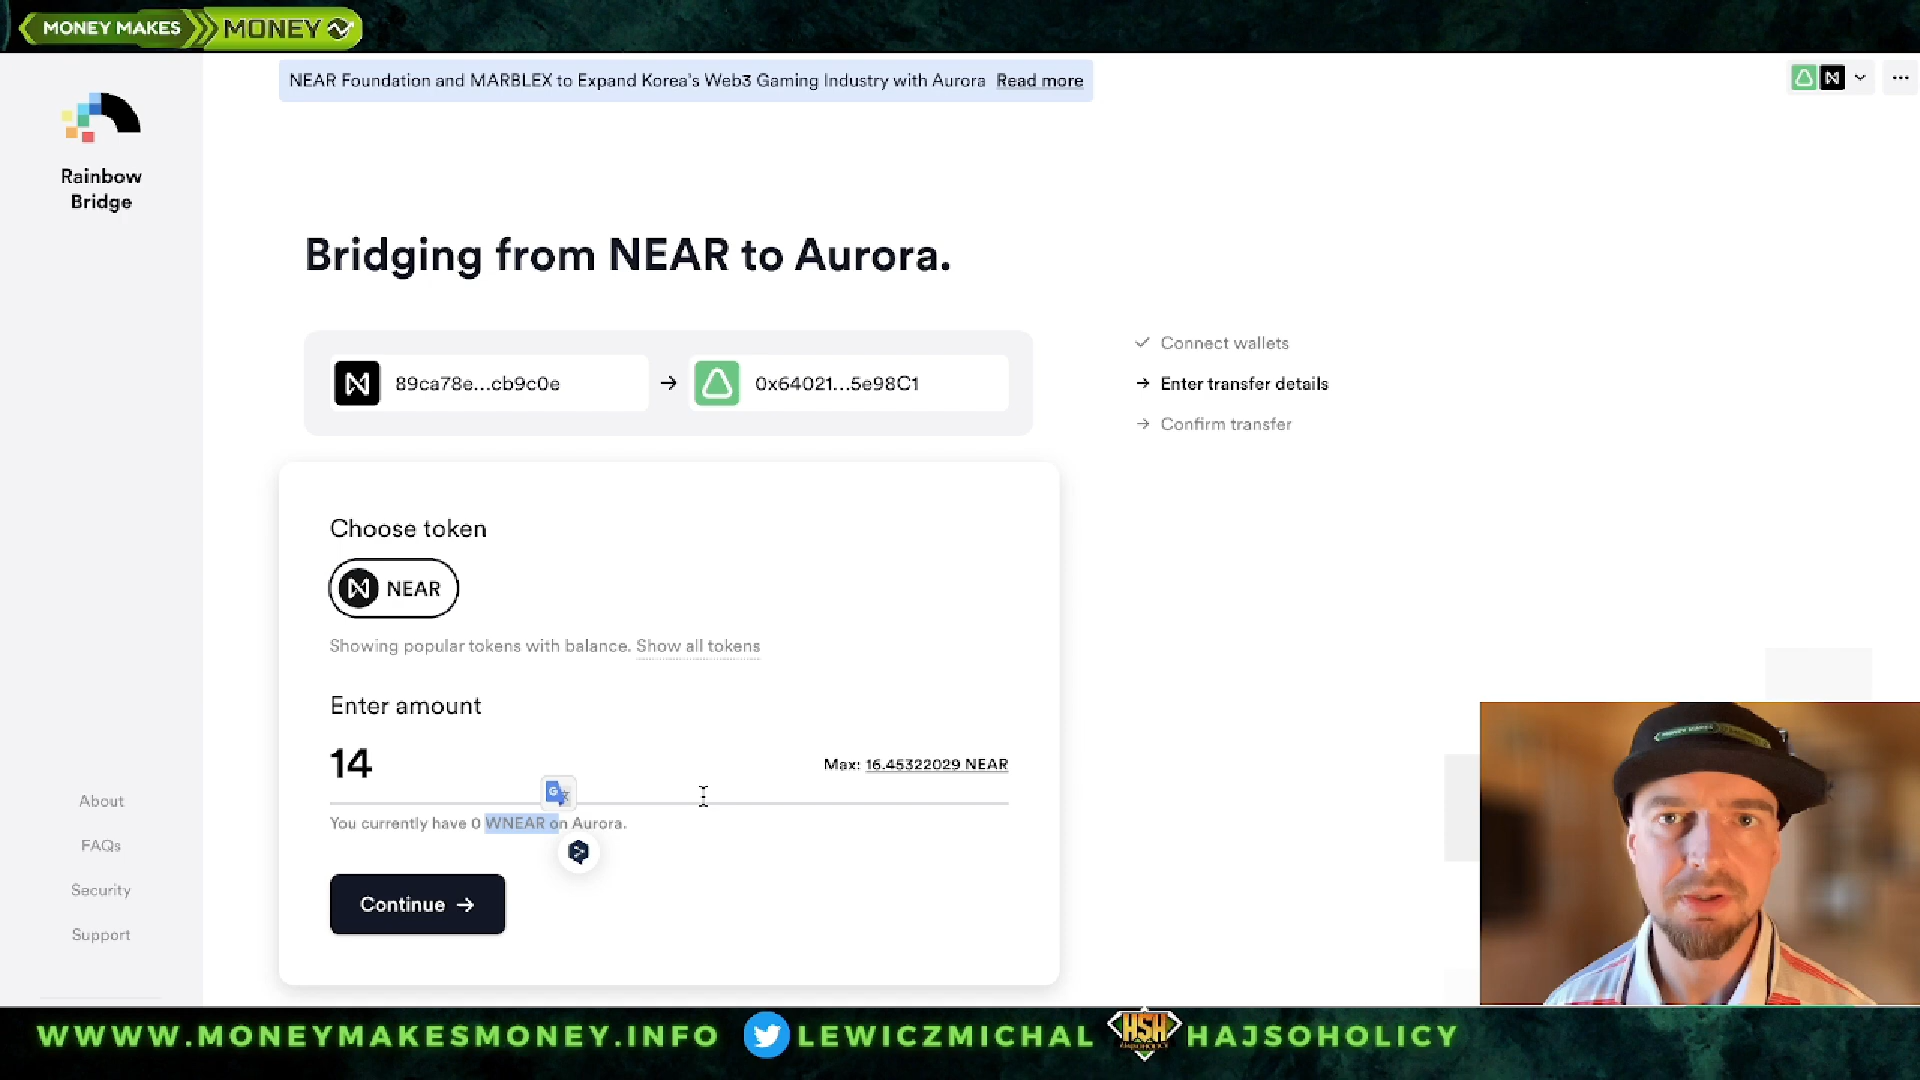 MONEY MAKES MONEY
NEAR Foundation and MARBLEX to Expand Korea's Web3 Gaming Industry with Aurora Read more
Rainbow
Bridge
Bridging from NEAR to Aurora.
89ca78e...cb9c0e → 0x64021...5e98C1
Connect wallets
→ Enter transfer details
→ Confirm transfer
Choose token
NEAR
Showing popular tokens with balance. Show all tokens
Enter amount
14
Max: 16.45322029 NEAR
You currently have 0 WNEAR on Aurora.
Continue →
About
FAQs
Security
Support
WWWW.MONEYMAKESMONEY.INFO LEWICZMICHAL HSH HAJSOHOLICY